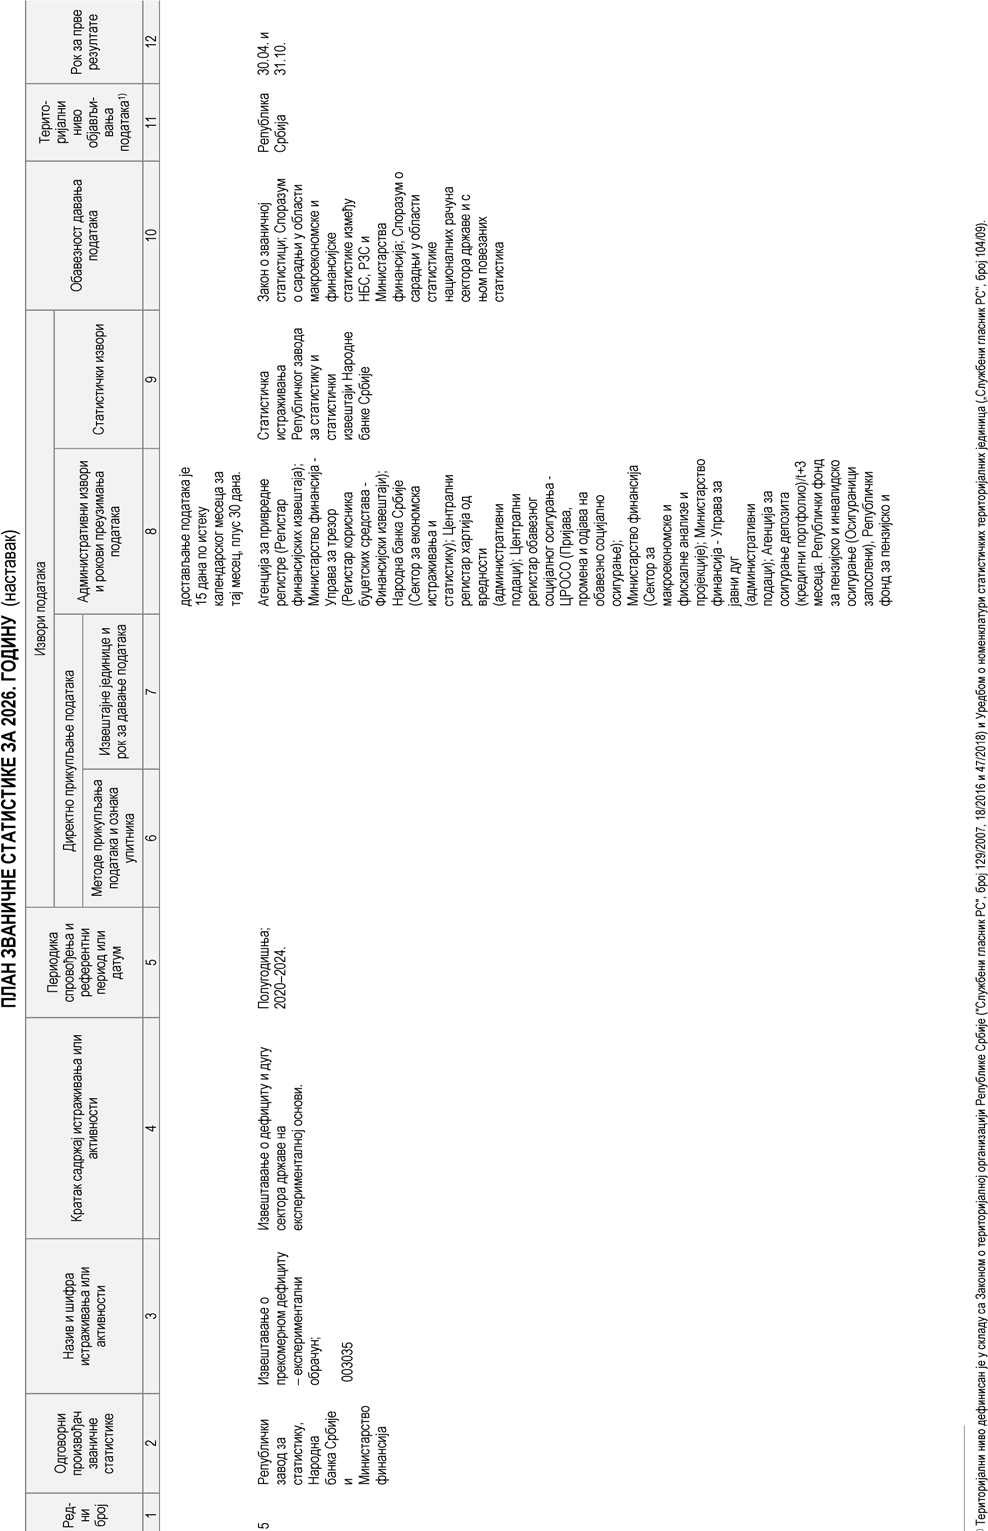 ПЛАН ЗВАНИЧНЕ СТАТИСТИКЕ ЗА 2026. ГОДИНУ (наставак)
Ред-
ни
број
Одговорни
произвођач
званичне
статистике
Назив и шифра
истраживања или
активности
Кратак садржај истраживања или
активности
Периодика
спровођења и
референтни
период или
датум
Извори података
Директно прикупљање података
Методе прикупљања
података и ознака
упитника
Извештајне јединице и
рок за давање података
Административни извори
и рокови преузимања
података
Статистички извори
Обавезност давања
података
Терито-
ријални
ниво
објављи-
вања
података1)
Рок за прве
резултате
1
2
3
4
5
6
7
8
9
10
11
12
достављање података је
15 дана по истеку
календарског месеца за
тај месец, плус 30 дана.
5
Републички
завод за
статистику,
Народна
банка Србије
и
Министарство
финансија
Извештавање о
прекомерном дефициту
– експериментални
обрачун;
003035
Извештавање о дефициту и дугу
сектора државе на
експерименталној основи.
Полугодишња;
2020–2024.
Агенција за привредне
регистре (Регистар
финансијских извештаја);
Министарство финансија -
Управа за трезор
(Регистар корисника
буџетских средстава -
Финансијски извештаји);
Народна банка Србије
(Сектор за економска
истраживања и
статистику); Централни
регистар хартија од
вредности
(административни
подаци); Централни
регистар обавезног
социјалног осигурања -
ЦРОСО (Пријава,
промена и одјава на
обавезно социјално
осигурање);
Министарство финансија
(Сектор за
макроекономске и
фискалне анализе и
пројекције); Министарство
финансија - Управа за
јавни дуг
(административни
подаци); Агенција за
осигурање депозита
(кредитни портфолио)/t+3
месеца. Републички фонд
за пензијско и инвалидско
осигурање (Осигураници
запослени), Републички
фонд за пензијско и
Статистичка
истраживања
Републичког завода
за статистику и
статистички
извештаји Народне
банке Србије
Закон о званичној
статистици; Споразум
о сарадњи у области
макроекономске и
финансијске
статистике између
НБС, РЗС и
Министарства
финансија; Споразум о
сарадњи у области
статистике
националних рачуна
сектора државе и с
њом повезаних
статистика
Република
Србија
30.04. и
31.10.
) Територијални ниво дефинисан је у складу са Законом о територијалној организацији Републике Србије ("Службени гласник РС", број 129/2007, 18/2016 и 47/2018) и Уредбом о номенклатури статистичких територијалних јединица („Службени гласник РС", број 104/09).